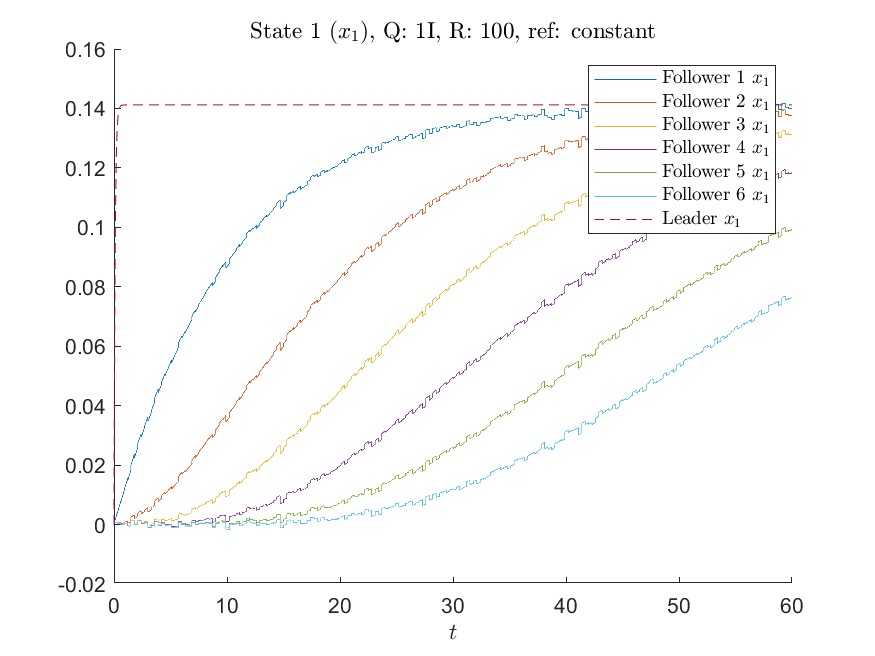 State 1 (x₁), Q: 1I, R: 100, ref: constant
0.16
0.14
0.12
0.1
0.08
0.06
0.04
0.02
0
-0.02
Follower 1 x₁
Follower 2 x₁
Follower 3 x₁
Follower 4 x₁
Follower 5 x₁
Follower 6 x₁
Leader x₁
0 10 20 30 40 50 60
t